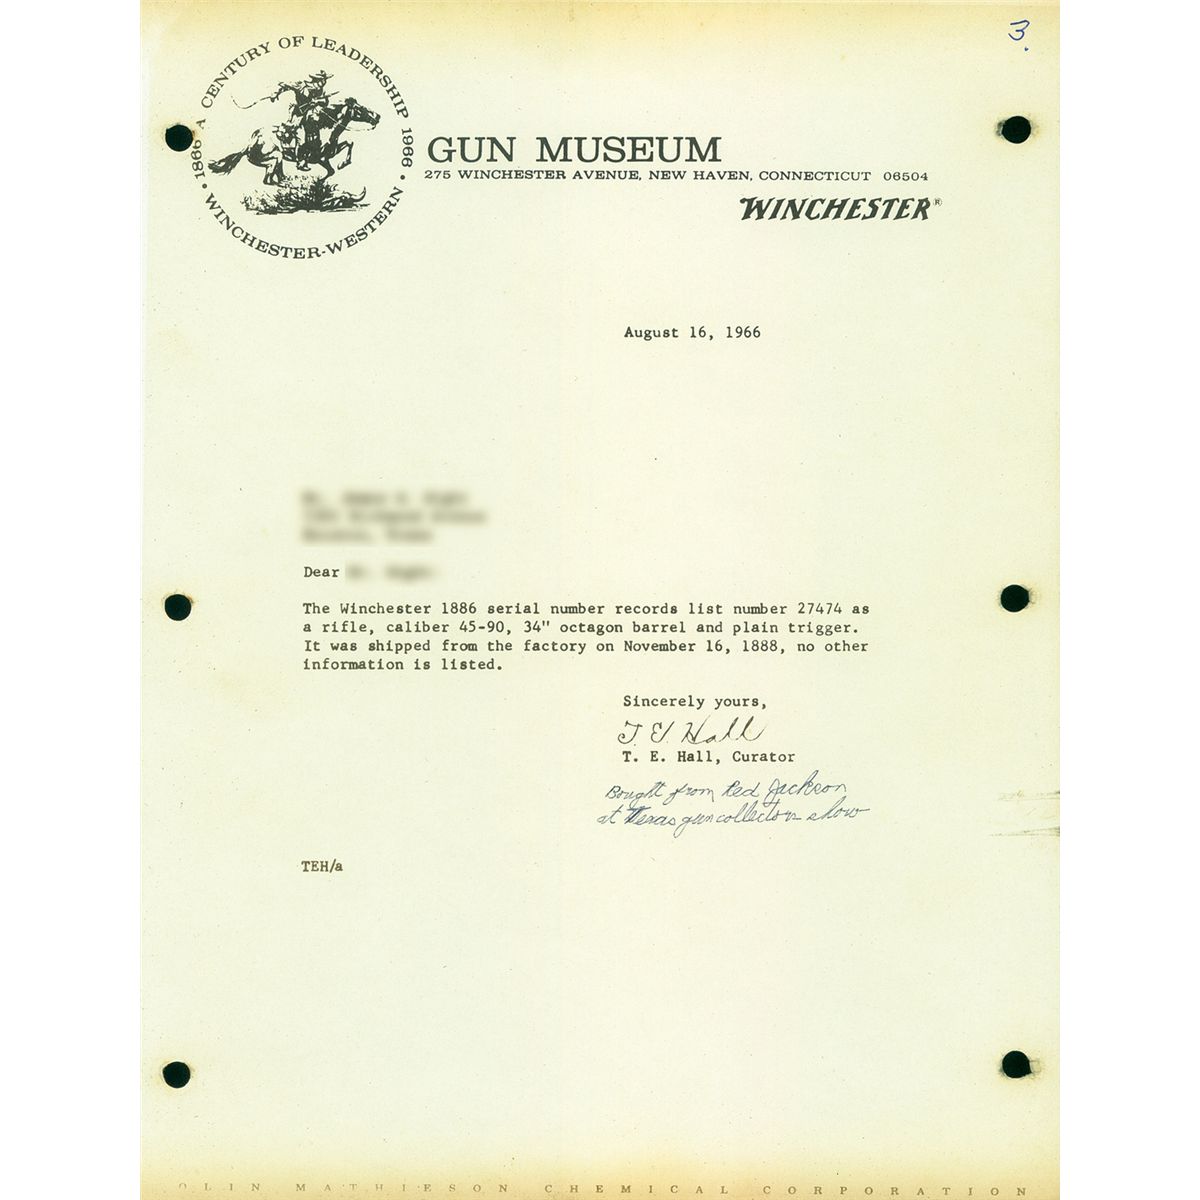 3.
1866 A CENTURY OF LEADERSHIP 1966
• WINCHESTER-WESTERN •
GUN MUSEUM
275 WINCHESTER AVENUE, NEW HAVEN, CONNECTICUT 06504
WINCHESTER®
August 16, 1966
Dear
The Winchester 1886 serial number records list number 27474 as
a rifle, caliber 45-90, 34" octagon barrel and plain trigger.
It was shipped from the factory on November 16, 1888, no other
information is listed.
Sincerely yours,
T. E. Hall
T. E. Hall, Curator
Bought from Red Jackson
at Texas gun collectors show
TEH/a
OLIN MATHIESON CHEMICAL CORPORATION